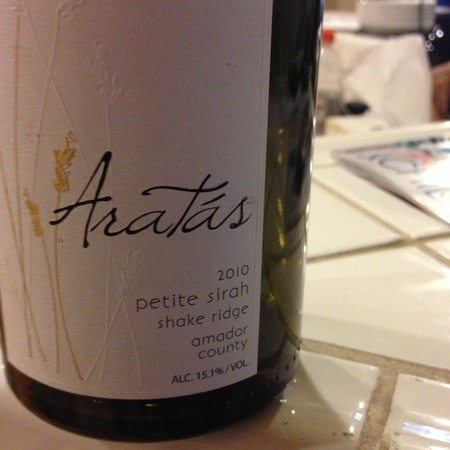 Aratás
2010
petite sirah
shake ridge
amador
county
ALC. 15.1% / VOL.